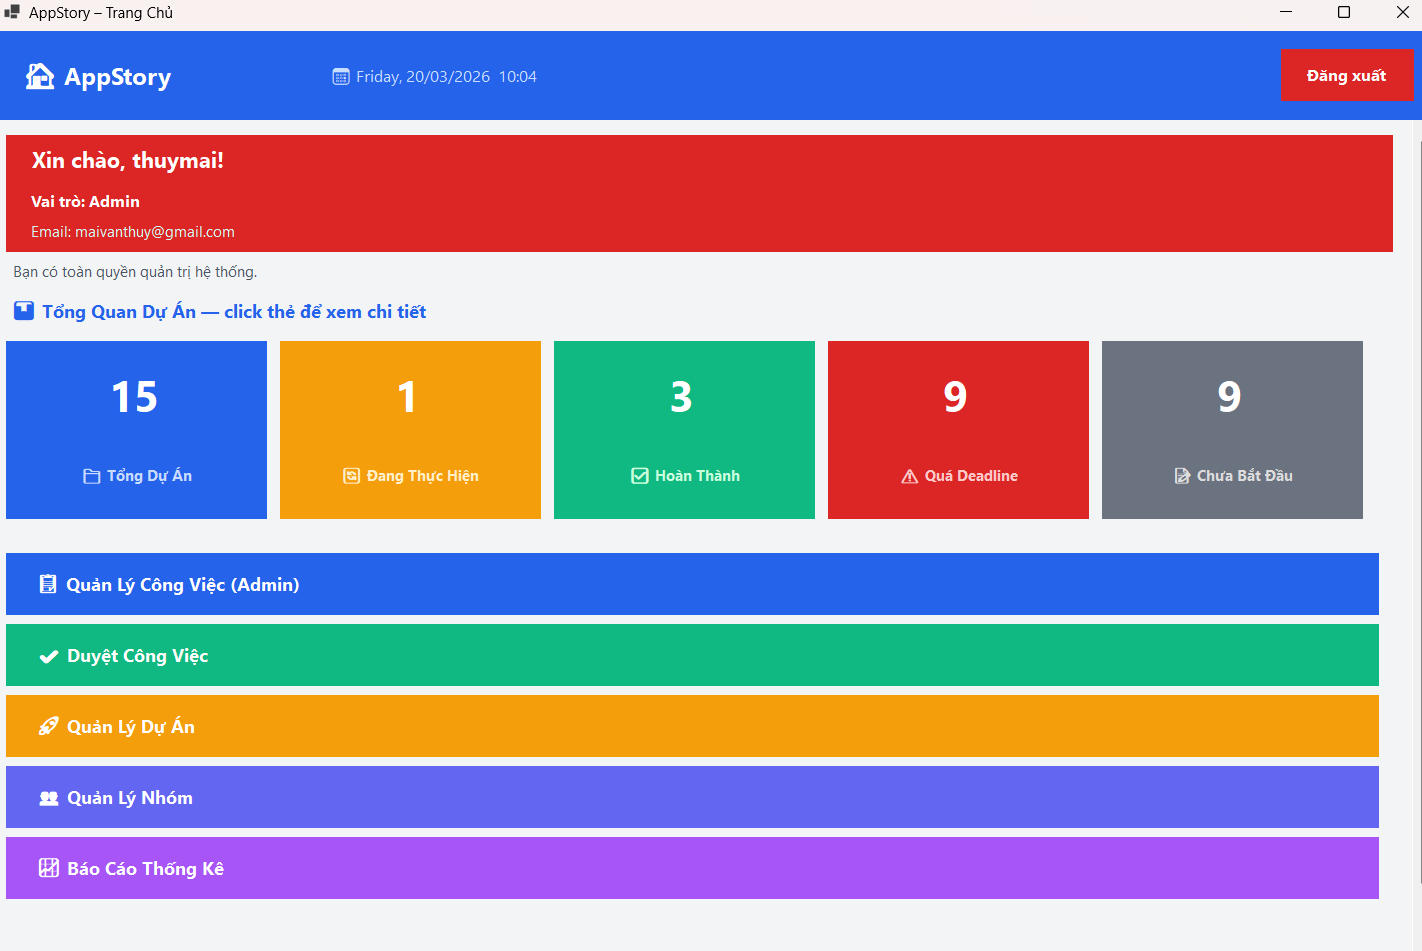 AppStory – Trang Chủ
AppStory
Friday, 20/03/2026 10:04
Đăng xuất
Xin chào, thuymai!
Vai trò: Admin
Email: maivanthuy@gmail.com
Bạn có toàn quyền quản trị hệ thống.
Tổng Quan Dự Án — click thẻ để xem chi tiết
15
Tổng Dự Án
1
Đang Thực Hiện
3
Hoàn Thành
9
Quá Deadline
9
Chưa Bắt Đầu
Quản Lý Công Việc (Admin)
Duyệt Công Việc
Quản Lý Dự Án
Quản Lý Nhóm
Báo Cáo Thống Kê